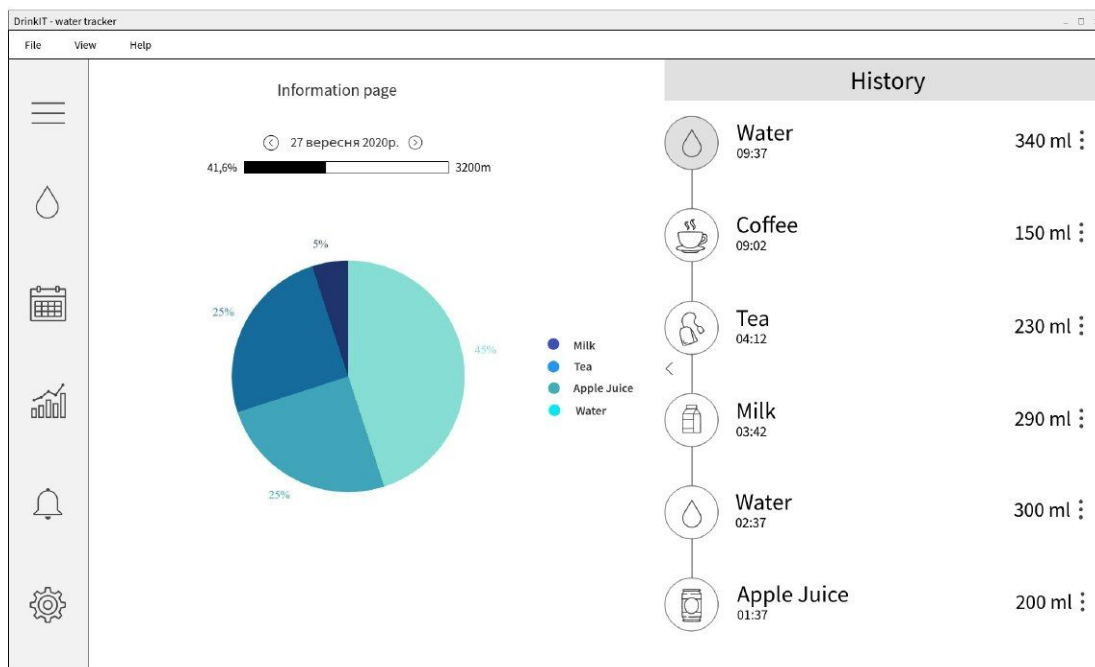 DrinkIT - water tracker
File View Help
Information page
27 вересня 2020р.
41,6% 3200m
5%
25%
45%
25%
Milk
Tea
Apple Juice
Water
History
Water 340 ml
09:37
Coffee 150 ml
09:02
Tea 230 ml
04:12
Milk 290 ml
03:42
Water 300 ml
02:37
Apple Juice 200 ml
01:37